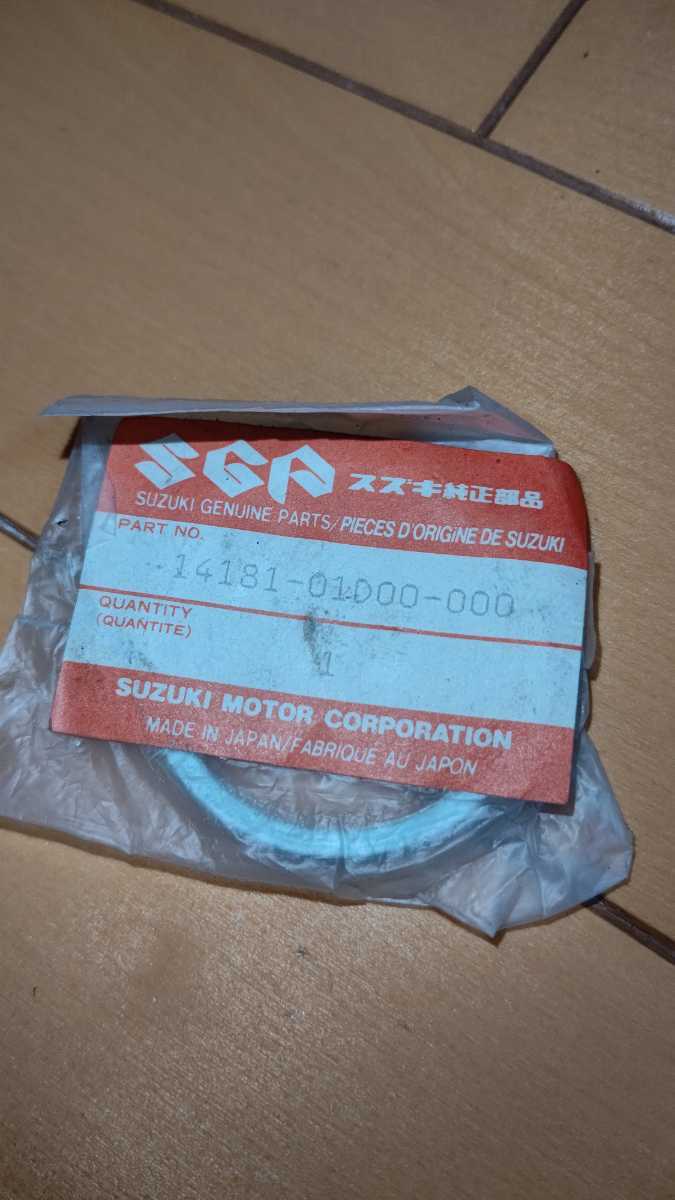 SGP スズキ純正部品
SUZUKI GENUINE PARTS/PIECES D'ORIGINE DE SUZUKI
PART NO.
14181-01D00-000
QUANTITY
(QUANTITE)
1
SUZUKI MOTOR CORPORATION
MADE IN JAPAN/FABRIQUE AU JAPON